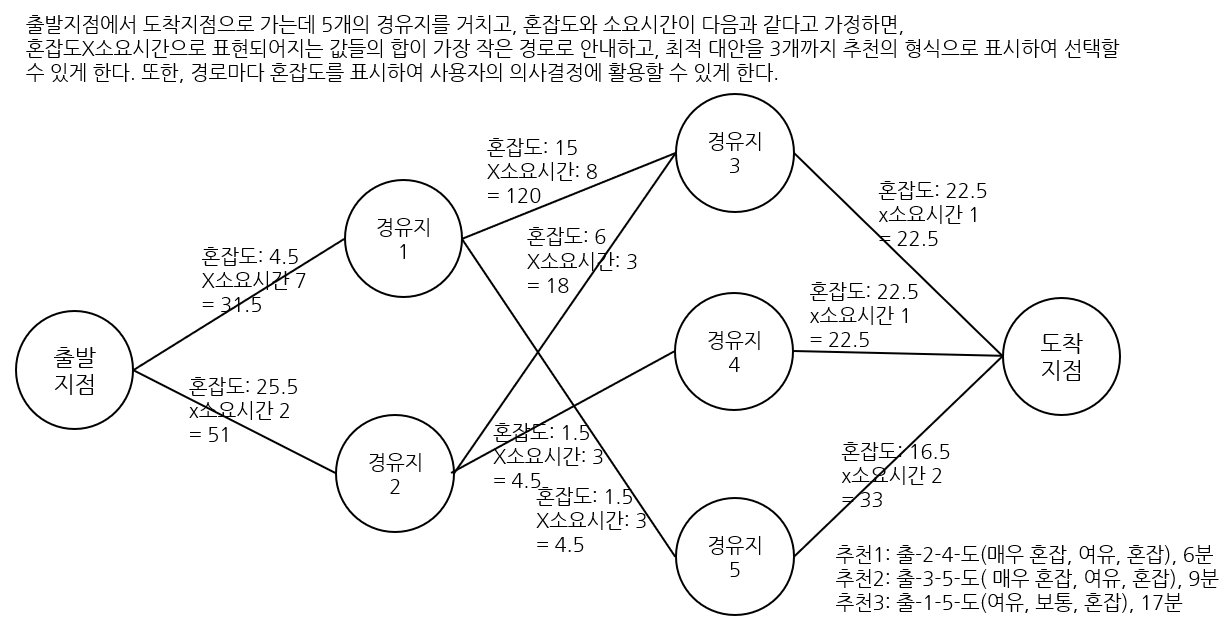 출발지점에서 도착지점으로 가는데 5개의 경유지를 거치고, 혼잡도와 소요시간이 다음과 같다고 가정하면,
혼잡도X소요시간으로 표현되어지는 값들의 합이 가장 작은 경로로 안내하고, 최적 대안을 3개까지 추천의 형식으로 표시하여 선택할
수 있게 한다. 또한, 경로마다 혼잡도를 표시하여 사용자의 의사결정에 활용할 수 있게 한다.
출발
지점
혼잡도: 4.5
X소요시간 7
= 31.5
혼잡도: 25.5
x소요시간 2
= 51
경유지
1
경유지
2
혼잡도: 15
X소요시간: 8
= 120
혼잡도: 6
X소요시간: 3
= 18
혼잡도: 1.5
X소요시간: 3
= 4.5
혼잡도: 1.5
X소요시간: 3
= 4.5
경유지
3
경유지
4
경유지
5
혼잡도: 22.5
x소요시간 1
= 22.5
혼잡도: 22.5
x소요시간 1
= 22.5
혼잡도: 16.5
x소요시간 2
= 33
도착
지점
추천1: 출-2-4-도(매우 혼잡, 여유, 혼잡), 6분
추천2: 출-3-5-도( 매우 혼잡, 여유, 혼잡), 9분
추천3: 출-1-5-도(여유, 보통, 혼잡), 17분